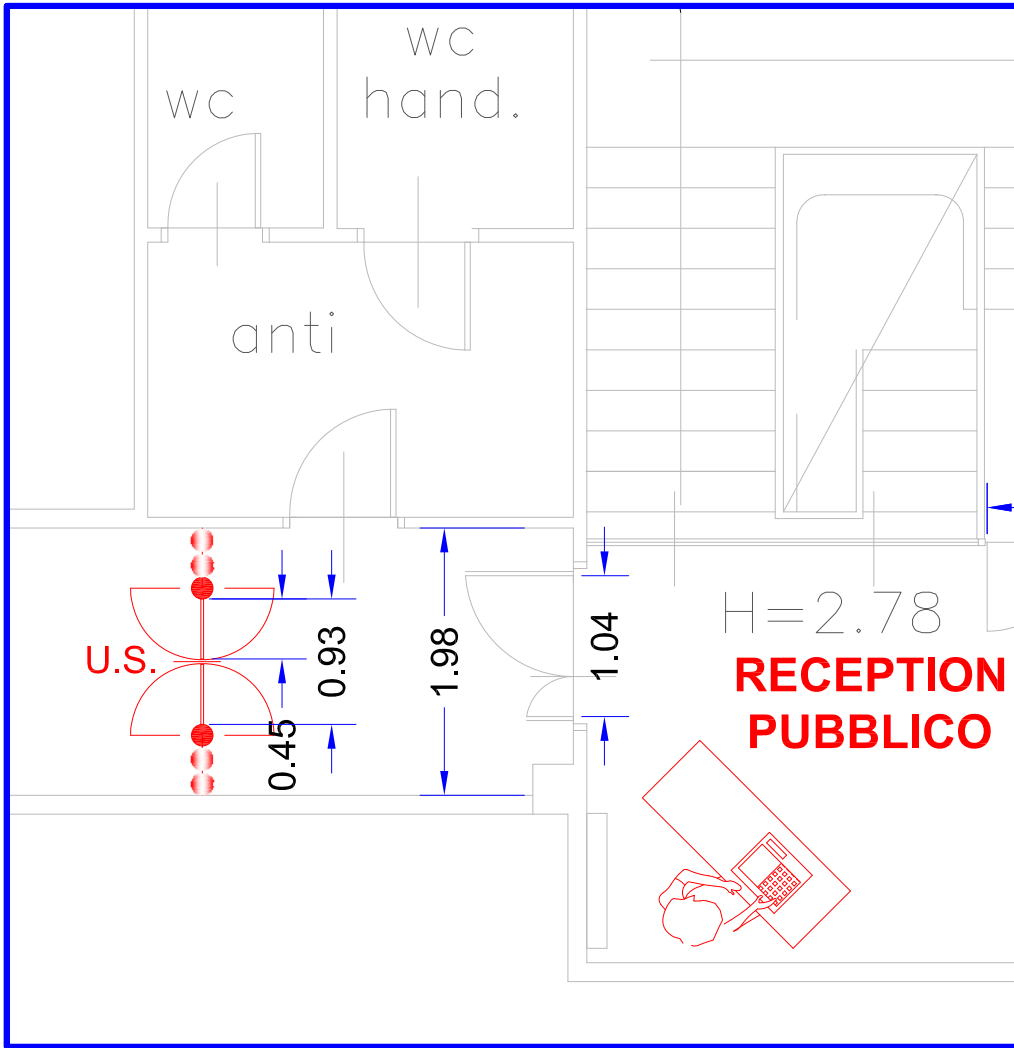 wc
wc
hand.
anti
U.S.
0.45
0.93
1.98
1.04
H=2.78
RECEPTION
PUBBLICO